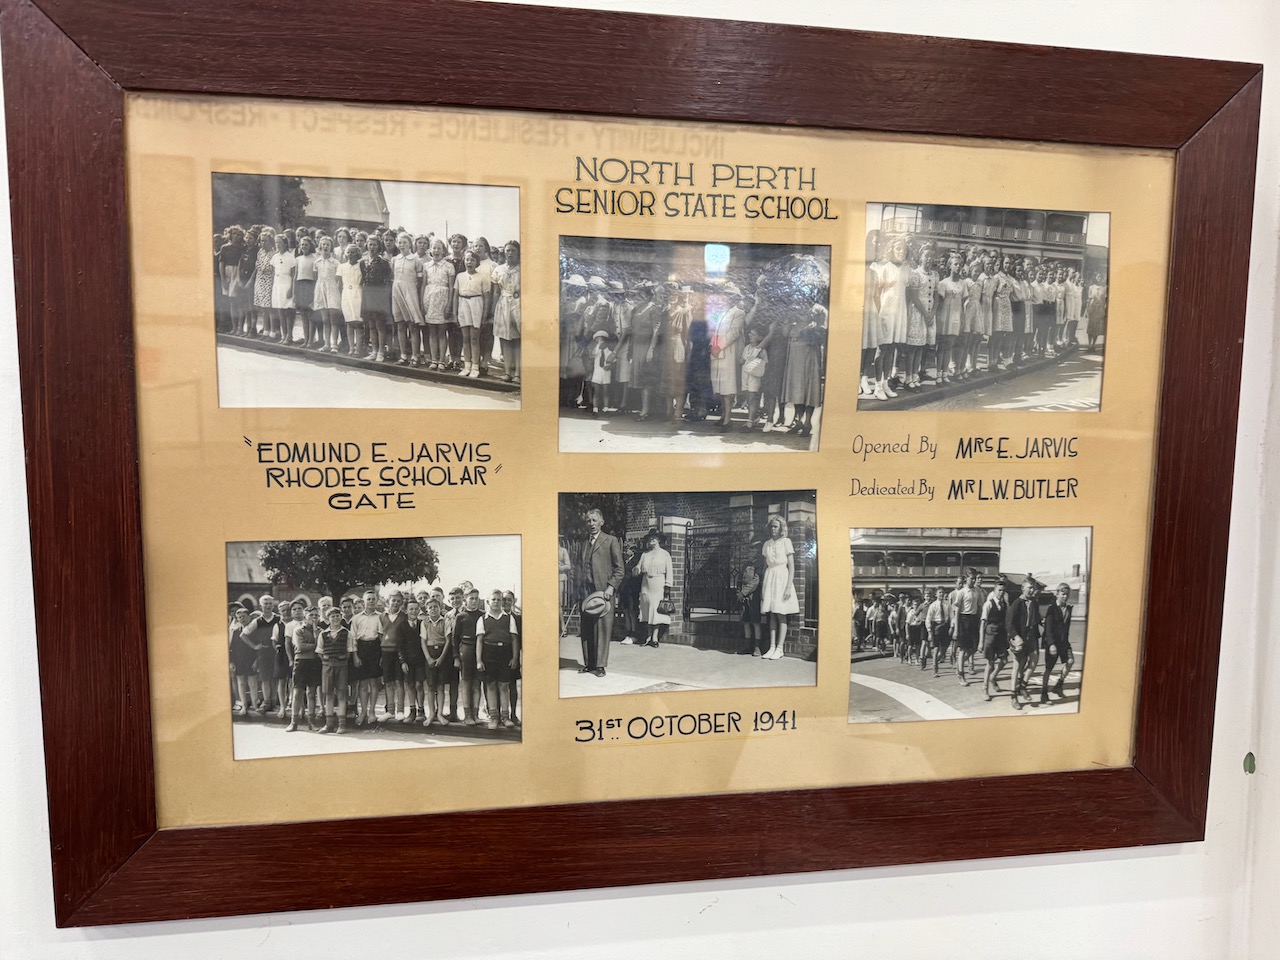 INCLUSIVITY • RESILIENCE • RESPECT •
NORTH PERTH
SENIOR STATE SCHOOL
"EDMUND E. JARVIS
RHODES SCHOLAR"
GATE
Opened By MRS E. JARVIS
Dedicated By MR L.W. BUTLER
31ST OCTOBER 1941